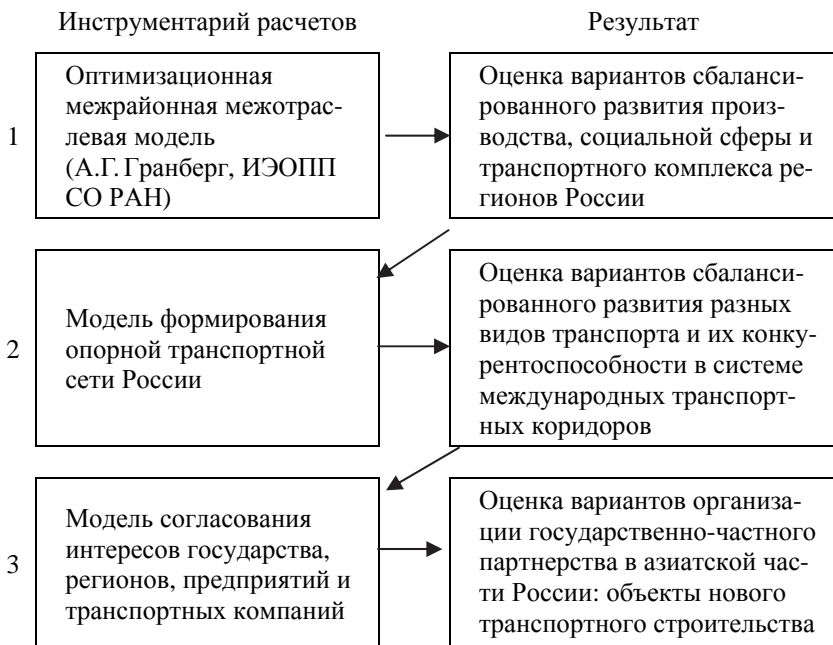 Инструментарий расчетов
Результат
1
Оптимизационная
межрайонная межотрас-
левая модель
(А.Г. Гранберг, ИЭОПП
СО РАН)
Оценка вариантов сбаланси-
рованного развития произ-
водства, социальной сферы и
транспортного комплекса ре-
гионов России
2
Модель формирования
опорной транспортной
сети России
Оценка вариантов сбаланси-
рованного развития разных
видов транспорта и их конку-
рентоспособности в системе
международных транспорт-
ных коридоров
3
Модель согласования
интересов государства,
регионов, предприятий и
транспортных компаний
Оценка вариантов организа-
ции государственно-частного
партнерства в азиатской час-
ти России: объекты нового
транспортного строительства